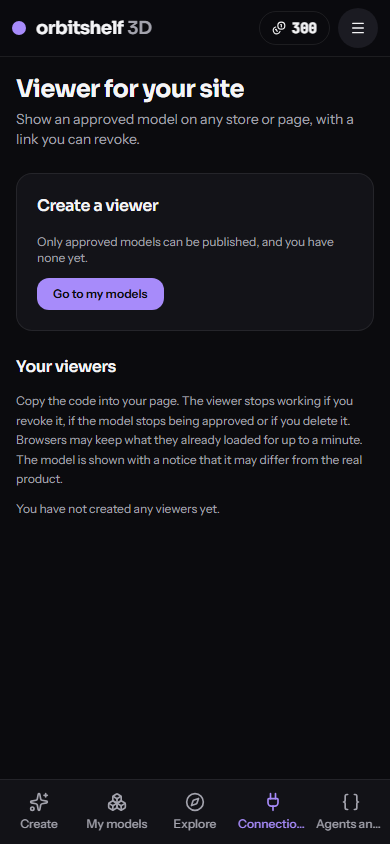 orbitshelf 3D
300
Viewer for your site
Show an approved model on any store or page, with a
link you can revoke.
Create a viewer
Only approved models can be published, and you have
none yet.
Go to my models
Your viewers
Copy the code into your page. The viewer stops working if you
revoke it, if the model stops being approved or if you delete it.
Browsers may keep what they already loaded for up to a minute.
The model is shown with a notice that it may differ from the real
product.
You have not created any viewers yet.
Create
My models
Explore
Connectio...
Agents an...